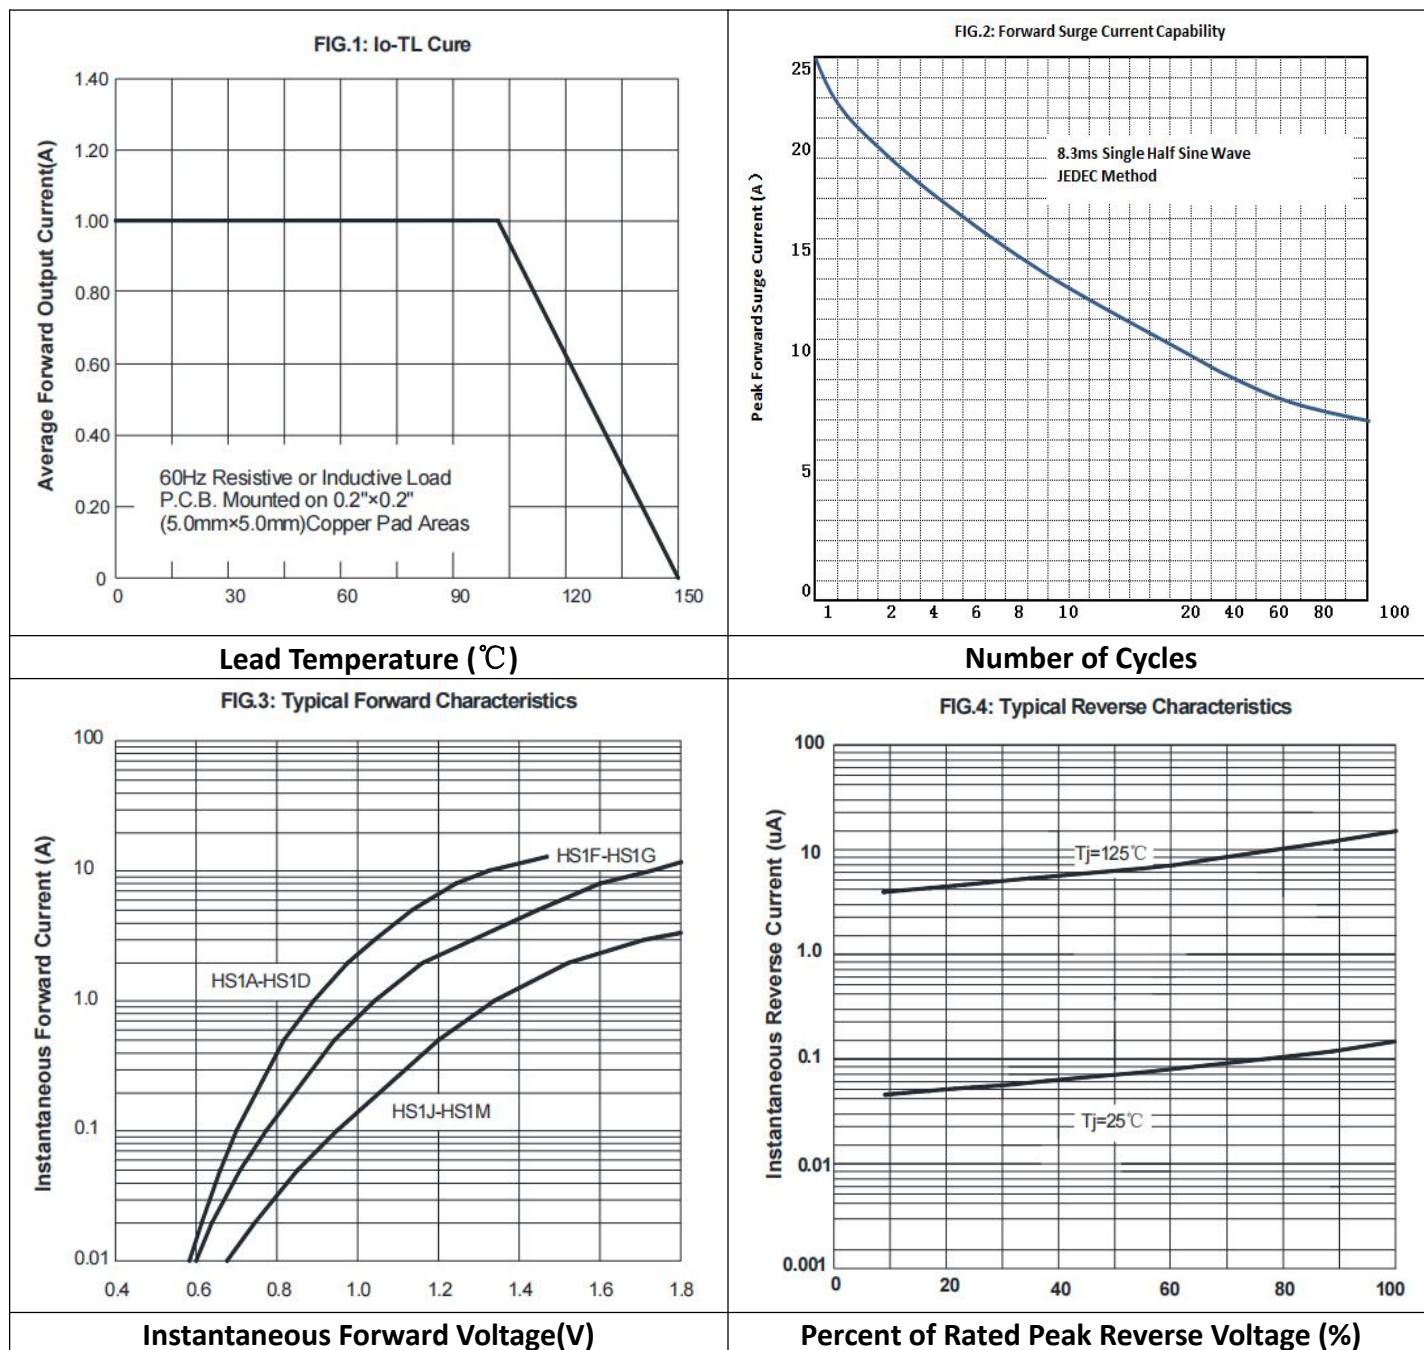 FIG.1: Io-TL Cure
Average Forward Output Current(A)
1.40
1.20
1.00
0.80
0.60
0.40
0.20
0
60Hz Resistive or Inductive Load
P.C.B. Mounted on 0.2"×0.2"
(5.0mm×5.0mm)Copper Pad Areas
0 30 60 90 120 150
Lead Temperature (℃)
FIG.2: Forward Surge Current Capability
Peak Forward Surge Current (A)
25
20
15
10
5
0
8.3ms Single Half Sine Wave
JEDEC Method
1 2 4 6 8 10 20 40 60 80 100
Number of Cycles
FIG.3: Typical Forward Characteristics
Instantaneous Forward Current (A)
100
10
1.0
0.1
0.01
HS1F-HS1G
HS1A-HS1D
HS1J-HS1M
0.4 0.6 0.8 1.0 1.2 1.4 1.6 1.8
Instantaneous Forward Voltage(V)
FIG.4: Typical Reverse Characteristics
Instantaneous Reverse Current (uA)
100
10
1.0
0.1
0.01
0.001
Tj=125℃
Tj=25℃
0 20 40 60 80 100
Percent of Rated Peak Reverse Voltage (%)